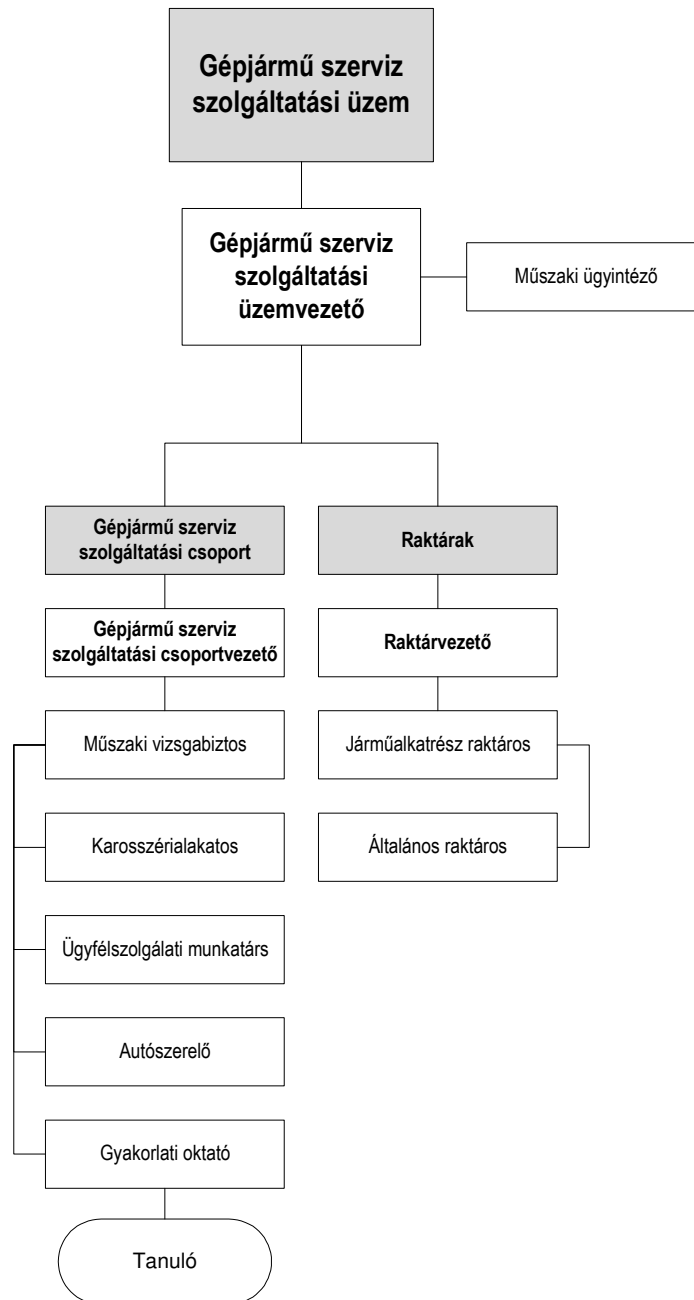 Gépjármű szerviz
szolgáltatási üzem
Gépjármű szerviz
szolgáltatási
üzemvezető
Műszaki ügyintéző
Gépjármű szerviz
szolgáltatási csoport
Raktárak
Gépjármű szerviz
szolgáltatási csoportvezető
Raktárvezető
Műszaki vizsgabiztos
Járműalkatrész raktáros
Karosszérialakatos
Általános raktáros
Ügyfélszolgálati munkatárs
Autószerelő
Gyakorlati oktató
Tanuló